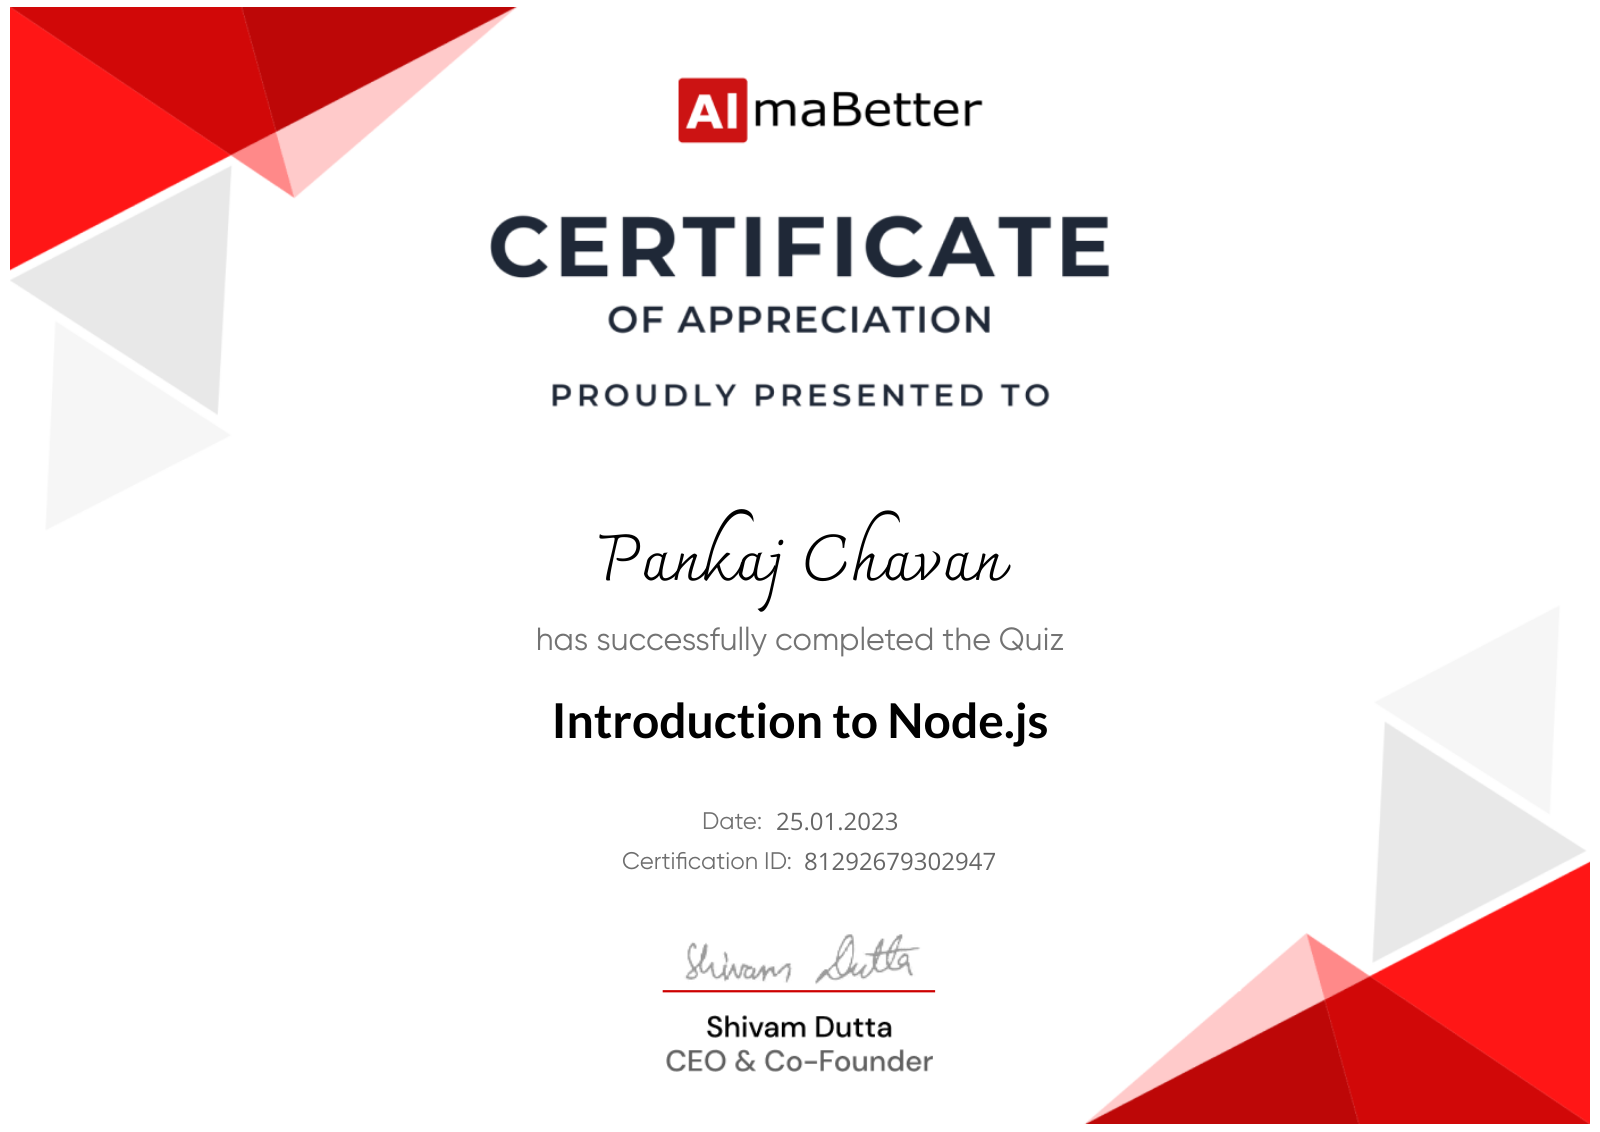 AlmaBetter
CERTIFICATE
OF APPRECIATION
PROUDLY PRESENTED TO
Pankaj Chavan
has successfully completed the Quiz
Introduction to Node.js
Date: 25.01.2023
Certification ID: 81292679302947
Shivam Dutta
Shivam Dutta
CEO & Co-Founder